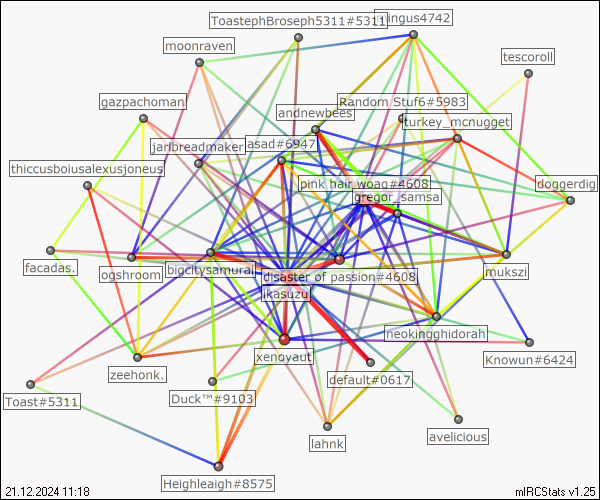 ToastephBroseph5311#5311
mingus4742
moonraven
tescoroll
gazpachoman
Random Stuf6#5983
andnewbees
turkey_mcnugget
jarlbreadmaker
asad#6947
thiccusboiusalexusjoneus
pink hair woag#4608
doggerdig
gregor_samsa
facadas.
ogshroom
bigcitysamurai
disaster of passion#4608
mukszi
ikasuzu
neokingghidorah
xenoyaut
Knowun#6424
zeehonk.
default#0617
Toast#5311
Duck™#9103
lahnk
avelicious
Heighleaigh#8575
21.12.2024 11:18
mIRCStats v1.25